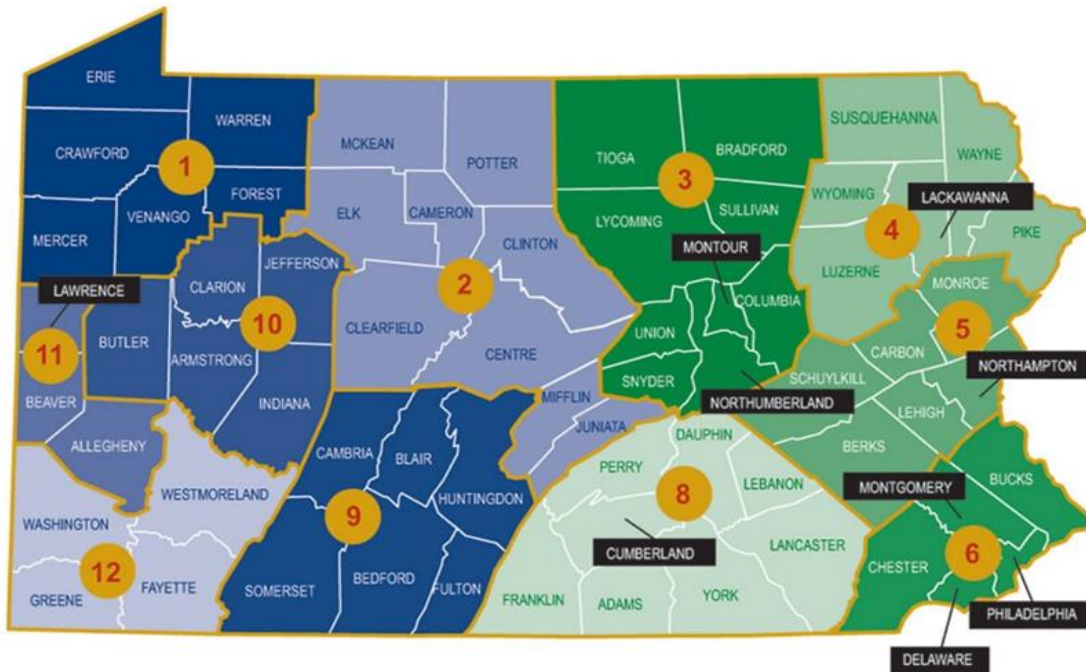 ERIE
WARREN
CRAWFORD
1
FOREST
VENANGO
MERCER
MCKEAN
POTTER
ELK
CAMERON
CLINTON
2
CLEARFIELD
CENTRE
MIFFLIN
JUNIATA
TIOGA
BRADFORD
3
LYCOMING
SULLIVAN
MONTOUR
COLUMBIA
UNION
SNYDER
NORTHUMBERLAND
SUSQUEHANNA
WAYNE
WYOMING
LACKAWANNA
4
PIKE
LUZERNE
MONROE
5
CARBON
NORTHAMPTON
SCHUYLKILL
LEHIGH
BERKS
JEFFERSON
CLARION
10
BUTLER
ARMSTRONG
INDIANA
LAWRENCE
11
BEAVER
ALLEGHENY
WESTMORELAND
WASHINGTON
12
FAYETTE
GREENE
CAMBRIA
BLAIR
HUNTINGDON
9
SOMERSET
BEDFORD
FULTON
DAUPHIN
PERRY
8
LEBANON
CUMBERLAND
LANCASTER
FRANKLIN
ADAMS
YORK
BUCKS
MONTGOMERY
6
CHESTER
PHILADELPHIA
DELAWARE